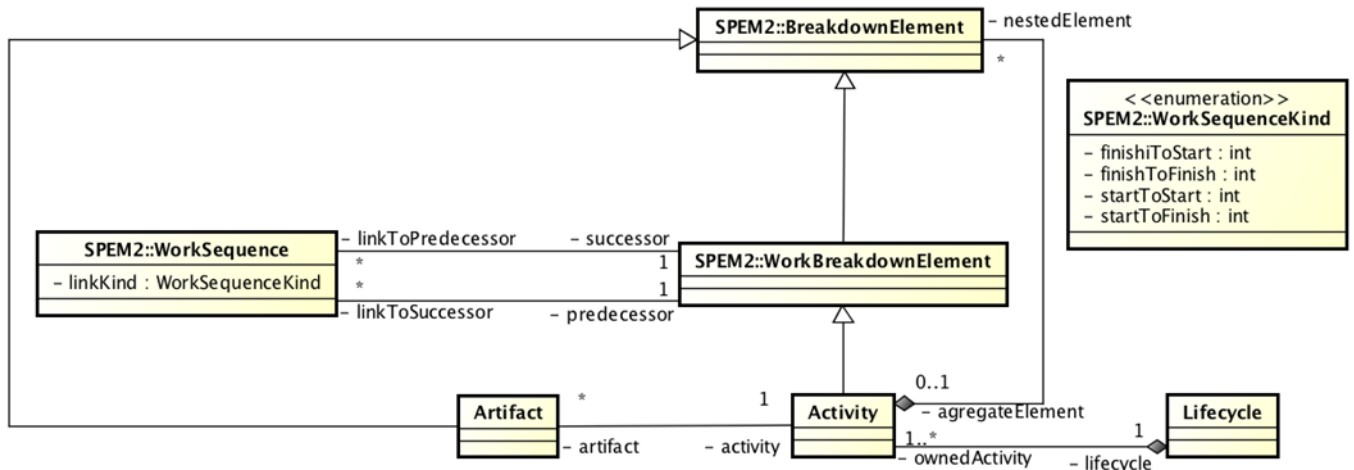 SPEM2::BreakdownElement
– nestedElement
*
<<enumeration>>
SPEM2::WorkSequenceKind
– finishiToStart : int
– finishToFinish : int
– startToStart : int
– startToFinish : int
SPEM2::WorkSequence
– linkKind : WorkSequenceKind
– linkToPredecessor
– successor
*
1
SPEM2::WorkBreakdownElement
*
1
– linkToSuccessor
– predecessor
0..1
– agregateElement
Artifact
*
1
Activity
– artifact
– activity
1..*
1
Lifecycle
– ownedActivity
– lifecycle